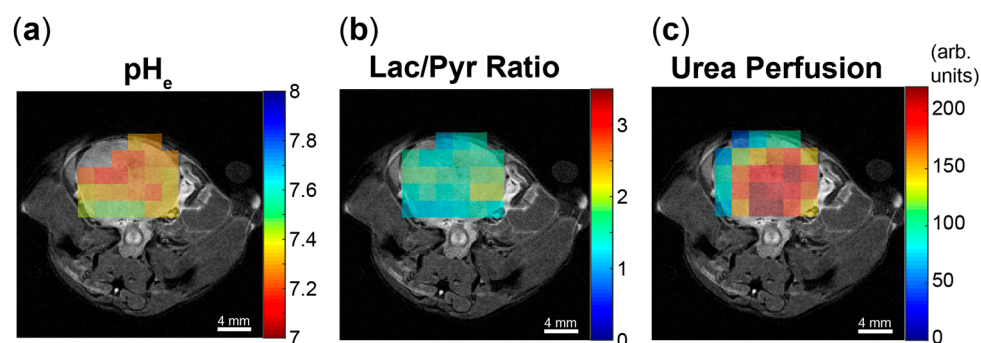 (a)
pHe
8
7.8
7.6
7.4
7.2
7
4 mm
(b)
Lac/Pyr Ratio
3
2
1
0
4 mm
(c)
Urea Perfusion
(arb.
units)
200
150
100
50
0
4 mm